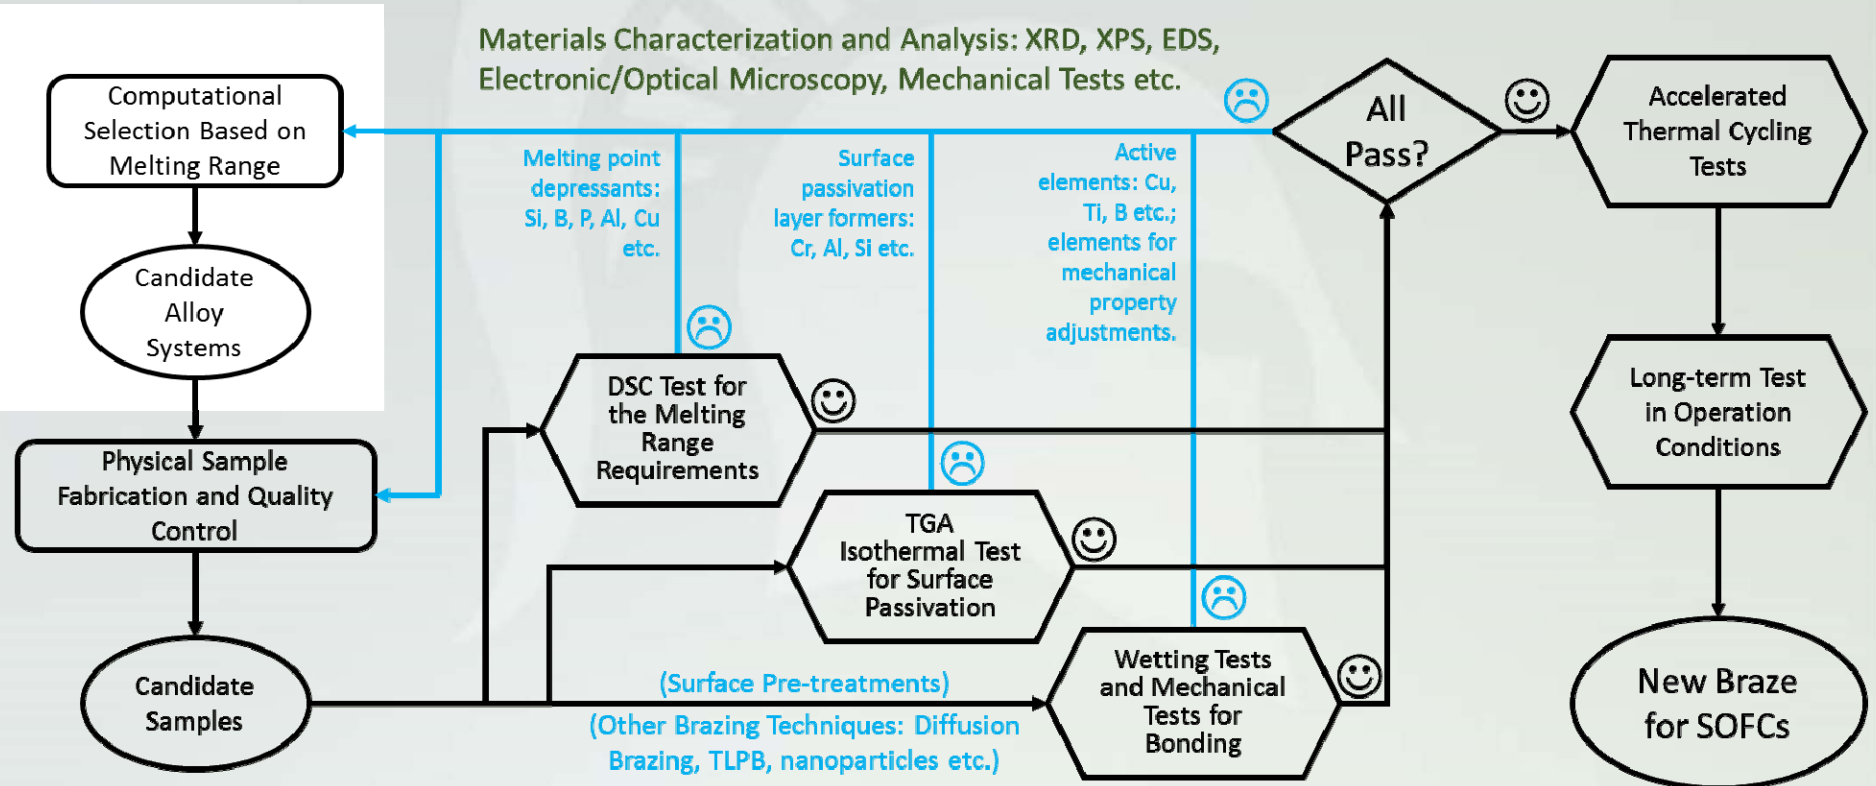 Materials Characterization and Analysis: XRD, XPS, EDS,
Electronic/Optical Microscopy, Mechanical Tests etc.
Computational
Selection Based on
Melting Range
Candidate
Alloy
Systems
Physical Sample
Fabrication and Quality
Control
Candidate
Samples
Melting point
depressants:
Si, B, P, Al, Cu
etc.
Surface
passivation
layer formers:
Cr, Al, Si etc.
Active
elements: Cu,
Ti, B etc.;
elements for
mechanical
property
adjustments.
DSC Test for
the Melting
Range
Requirements
TGA
Isothermal Test
for Surface
Passivation
(Surface Pre-treatments)
(Other Brazing Techniques: Diffusion
Brazing, TLPB, nanoparticles etc.)
Wetting Tests
and Mechanical
Tests for
Bonding
All
Pass?
Accelerated
Thermal Cycling
Tests
Long-term Test
in Operation
Conditions
New Braze
for SOFCs